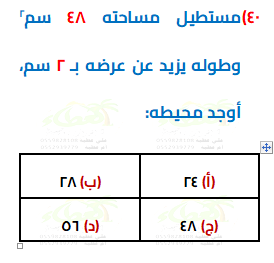 ٤٠)مستطيل مساحته ٤٨ سم٢
وطوله يزيد عن عرضه بـ ٢ سم،
أوجد محيطه:
(أ) ٢٤ (ب) ٢٨
(ج) ٤٨ (د) ٥٦